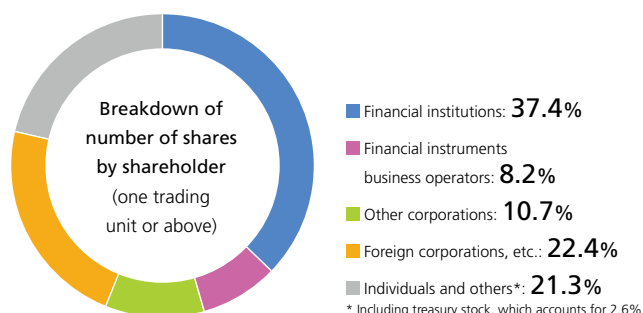 Breakdown of
number of shares
by shareholder
(one trading
unit or above)
Financial institutions: 37.4%
Financial instruments
business operators: 8.2%
Other corporations: 10.7%
Foreign corporations, etc.: 22.4%
Individuals and others*: 21.3%
* Including treasury stock, which accounts for 2.6%